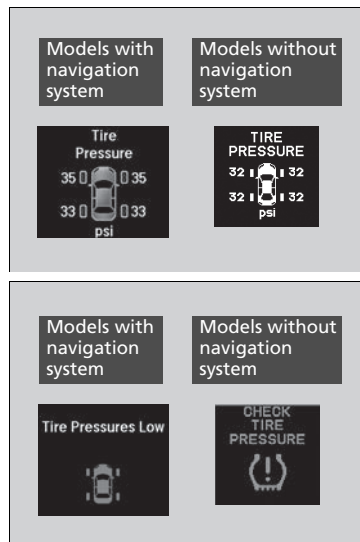 Models with navigation system
Models without navigation system
Tire
Pressure
35 35
33 33
psi
TIRE
PRESSURE
32 32
32 32
psi
Models with navigation system
Models without navigation system
Tire Pressures Low
CHECK
TIRE
PRESSURE
(!)